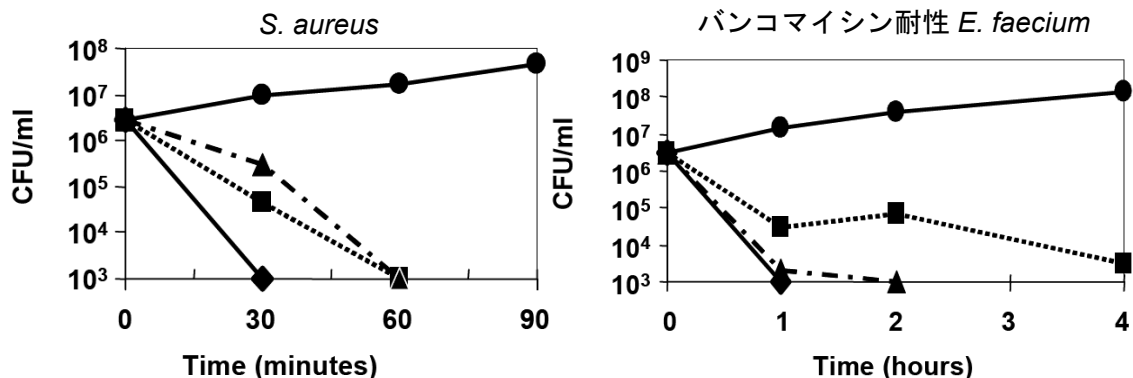 S. aureus
CFU/ml
10⁸
10⁷
10⁶
10⁵
10⁴
10³
0 30 60 90
Time (minutes)
バンコマイシン耐性 E. faecium
CFU/ml
10⁹
10⁸
10⁷
10⁶
10⁵
10⁴
10³
0 1 2 3 4
Time (hours)